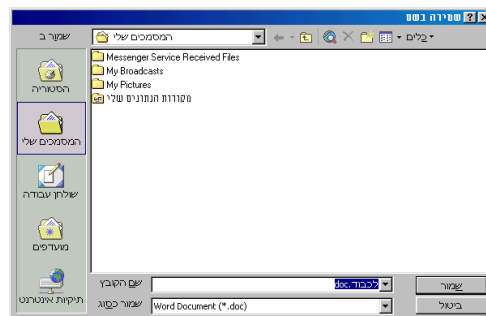 שמירה בשם
שמור ב
המסמכים שלי
כלים
Messenger Service Received Files
My Broadcasts
My Pictures
מקורות הנתונים שלי
הסטוריה
המסמכים שלי
שולחן עבודה
מועדפים
תיקיות אינטרנט
שם הקובץ
לכבוד.doc
שמור
שמור כסוג
Word Document (*.doc)
ביטול